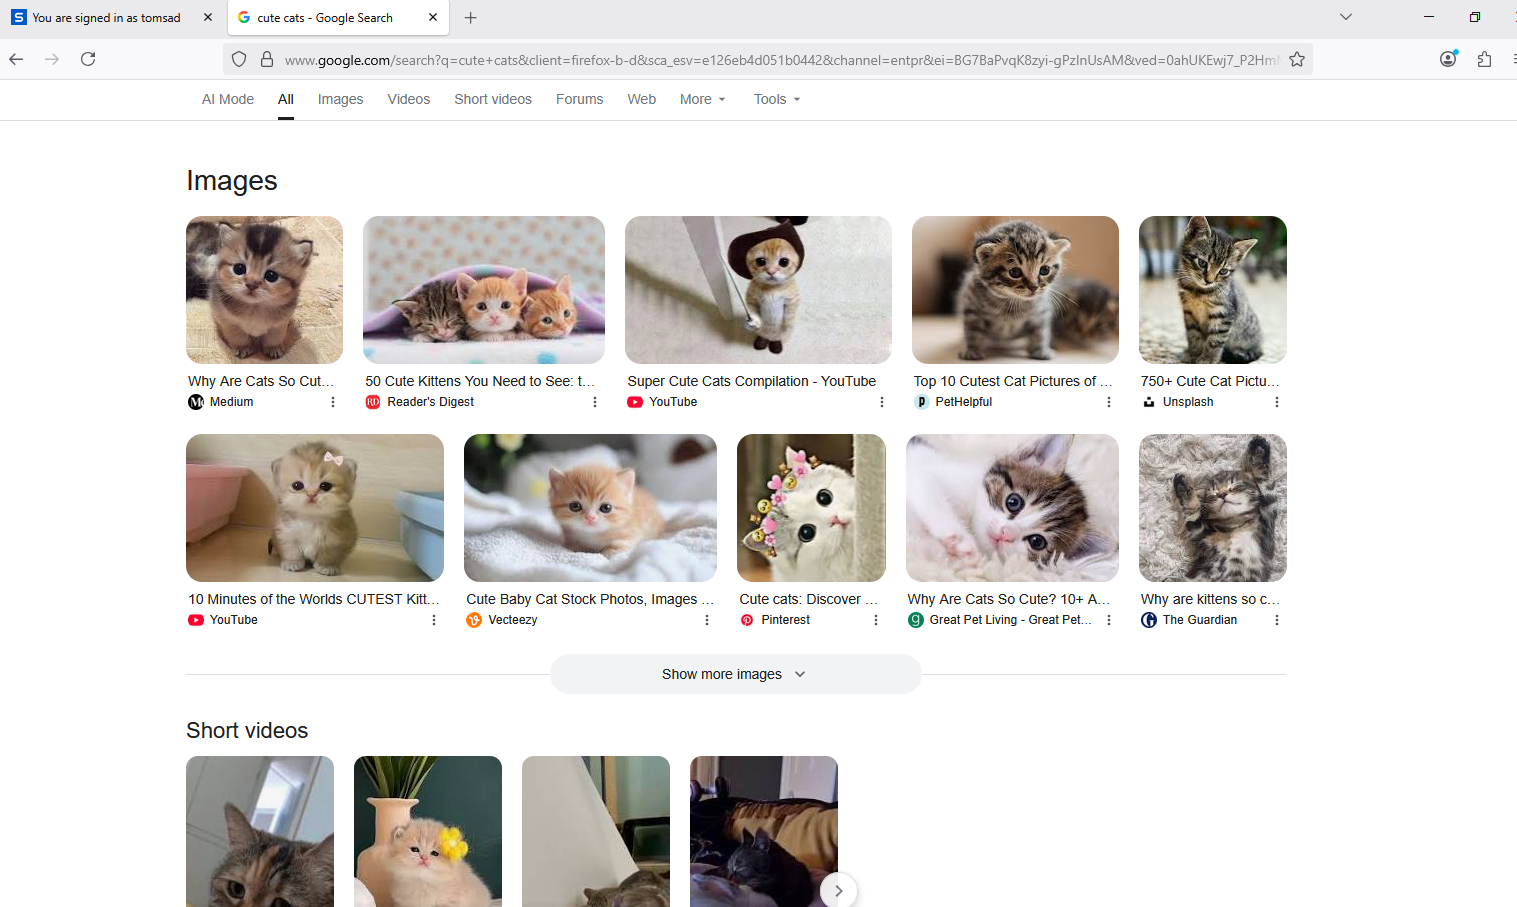 You are signed in as tomsad
cute cats - Google Search
www.google.com/search?q=cute+cats&client=firefox-b-d&sca_esv=e126eb4d051b0442&channel=entpr&ei=BG7BaPvqK8zyi-gPzInUsAM&ved=0ahUKEwj7_P2Hm
AI Mode All Images Videos Short videos Forums Web More Tools
Images
Why Are Cats So Cut... 50 Cute Kittens You Need to See: t... Super Cute Cats Compilation - YouTube Top 10 Cutest Cat Pictures of ... 750+ Cute Cat Pictu...
Medium Reader's Digest YouTube PetHelpful Unsplash
10 Minutes of the Worlds CUTEST Kitt... Cute Baby Cat Stock Photos, Images ... Cute cats: Discover ... Why Are Cats So Cute? 10+ A... Why are kittens so c...
YouTube Vecteezy Pinterest Great Pet Living - Great Pet... The Guardian
Show more images
Short videos